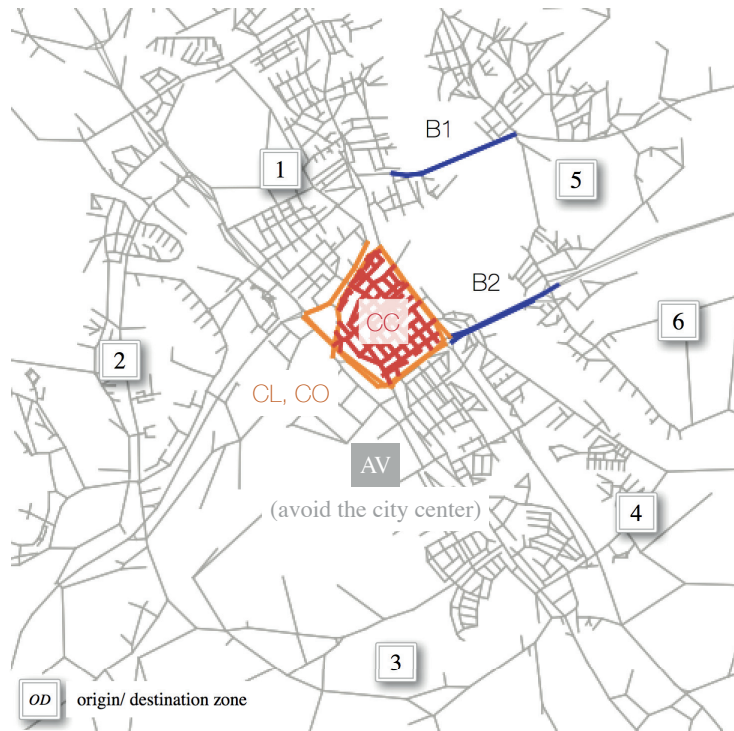 B1
1
5
B2
CC
6
2
CL, CO
AV
(avoid the city center)
4
3
OD origin/ destination zone